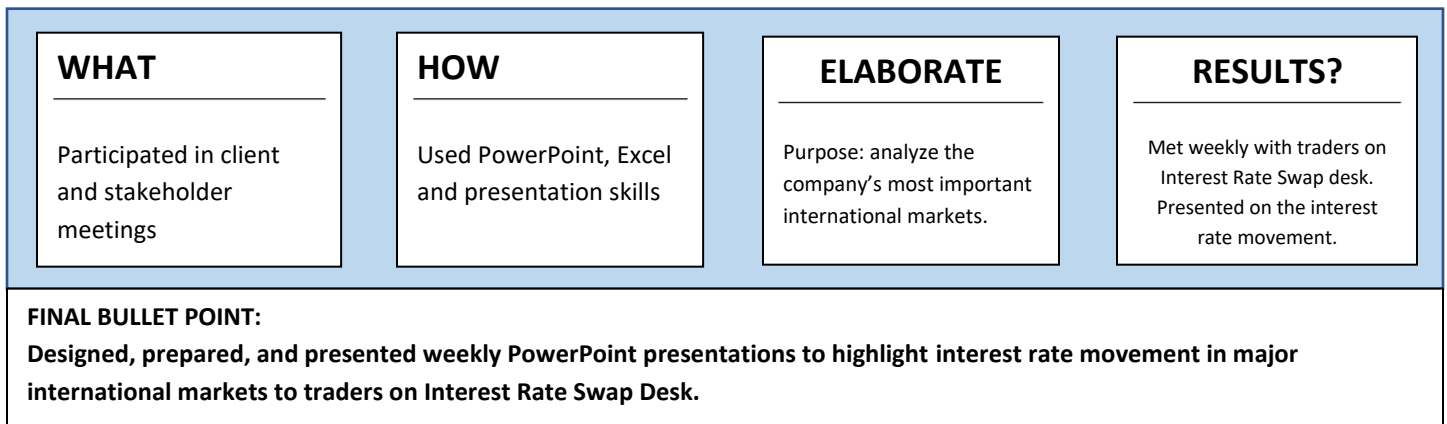 WHAT
Participated in client
and stakeholder
meetings
HOW
Used PowerPoint, Excel
and presentation skills
ELABORATE
Purpose: analyze the
company’s most important
international markets.
RESULTS?
Met weekly with traders on
Interest Rate Swap desk.
Presented on the interest
rate movement.
FINAL BULLET POINT:
Designed, prepared, and presented weekly PowerPoint presentations to highlight interest rate movement in major
international markets to traders on Interest Rate Swap Desk.